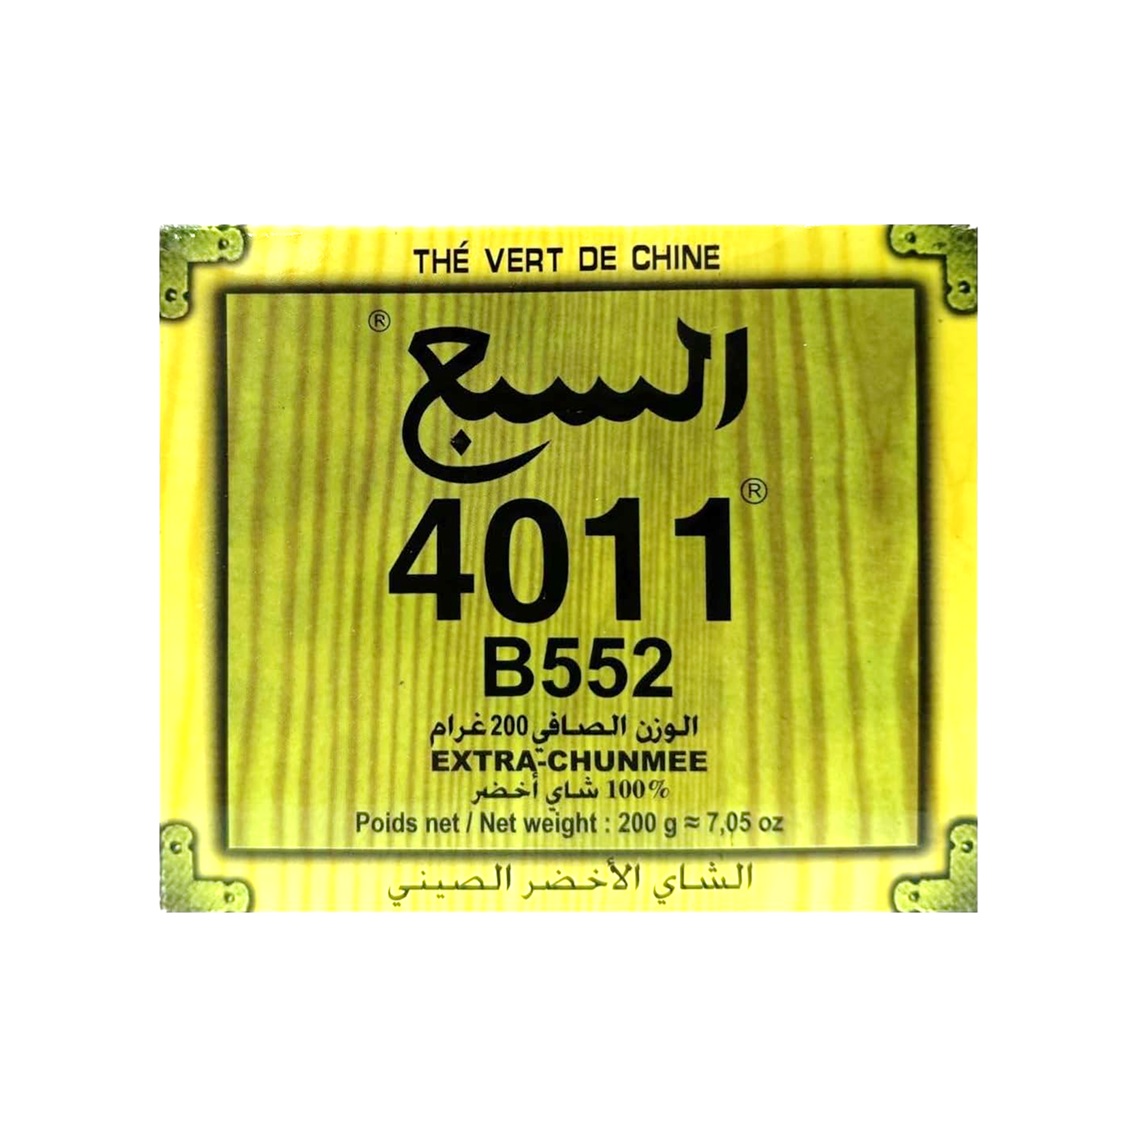 THÉ VERT DE CHINE
السبع ®
4011 ®
B552
الوزن الصافي 200 غرام
EXTRA-CHUNMEE
100% شاي أخضر
Poids net / Net weight : 200 g ≈ 7,05 oz
الشاي الأخضر الصيني